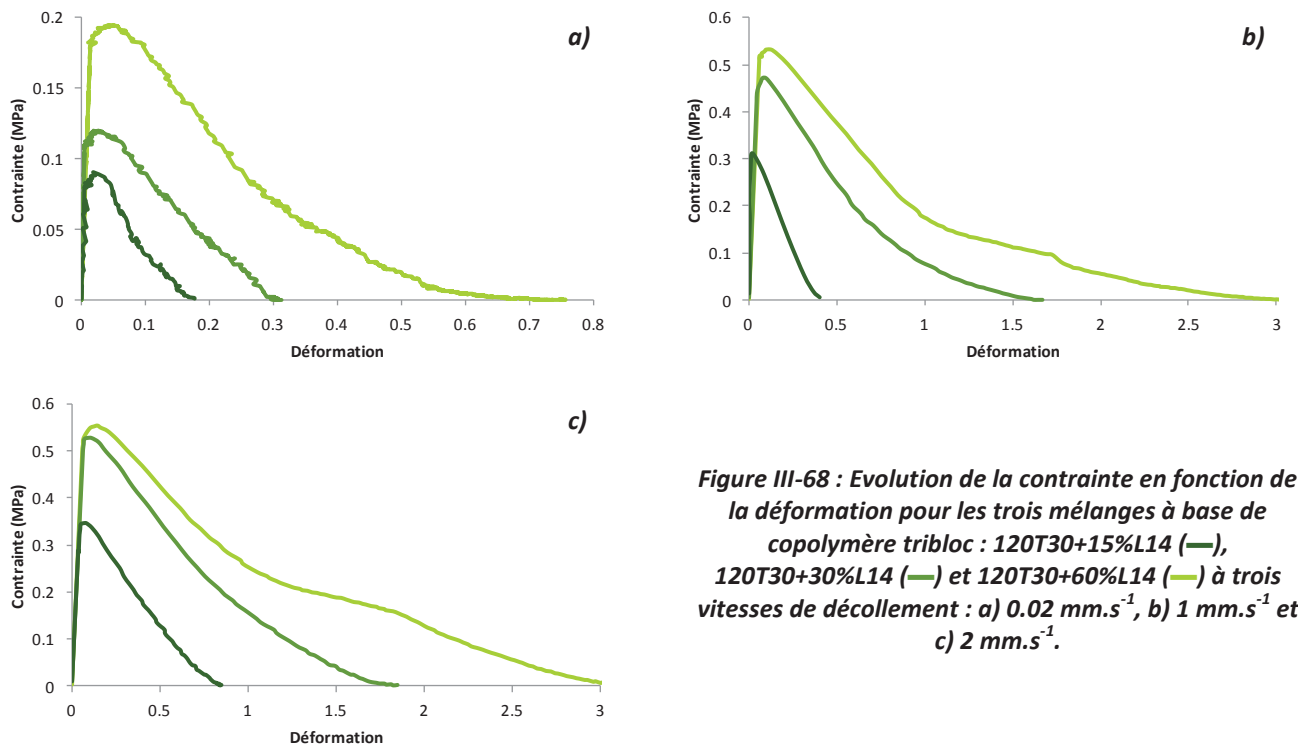 a)
Contrainte (MPa)
0.2
0.15
0.1
0.05
0
0 0.1 0.2 0.3 0.4 0.5 0.6 0.7 0.8
Déformation
b)
Contrainte (MPa)
0.6
0.5
0.4
0.3
0.2
0.1
0
0 0.5 1 1.5 2 2.5 3
Déformation
c)
Contrainte (MPa)
0.6
0.5
0.4
0.3
0.2
0.1
0
0 0.5 1 1.5 2 2.5 3
Déformation
Figure III-68 : Evolution de la contrainte en fonction de
la déformation pour les trois mélanges à base de
copolymère tribloc : 120T30+15%L14 (—),
120T30+30%L14 (—) et 120T30+60%L14 (—) à trois
vitesses de décollement : a) 0.02 mm.s⁻¹, b) 1 mm.s⁻¹ et
c) 2 mm.s⁻¹.